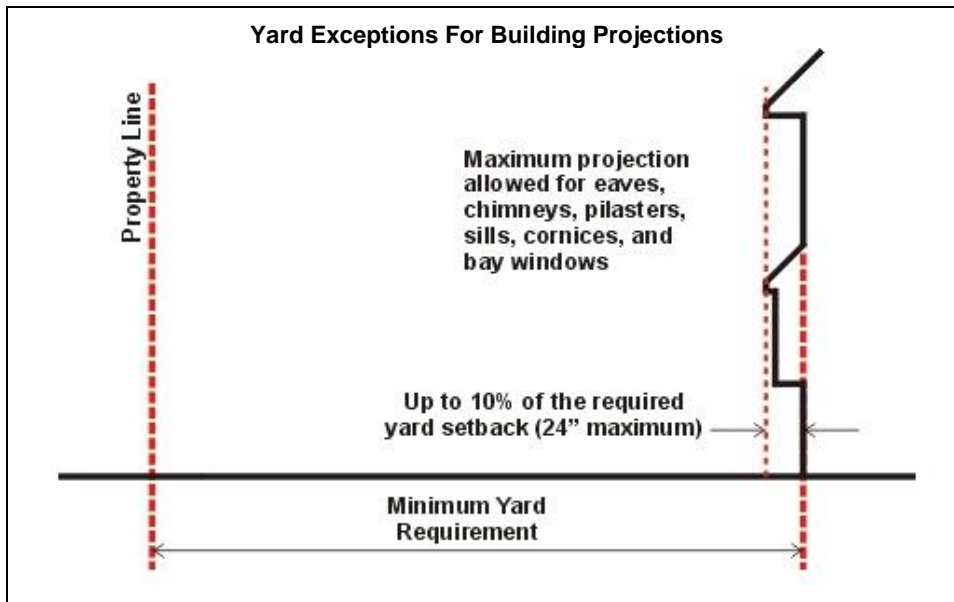 Yard Exceptions For Building Projections
Property Line
Maximum projection
allowed for eaves,
chimneys, pilasters,
sills, cornices, and
bay windows
Up to 10% of the required
yard setback (24” maximum)
Minimum Yard
Requirement